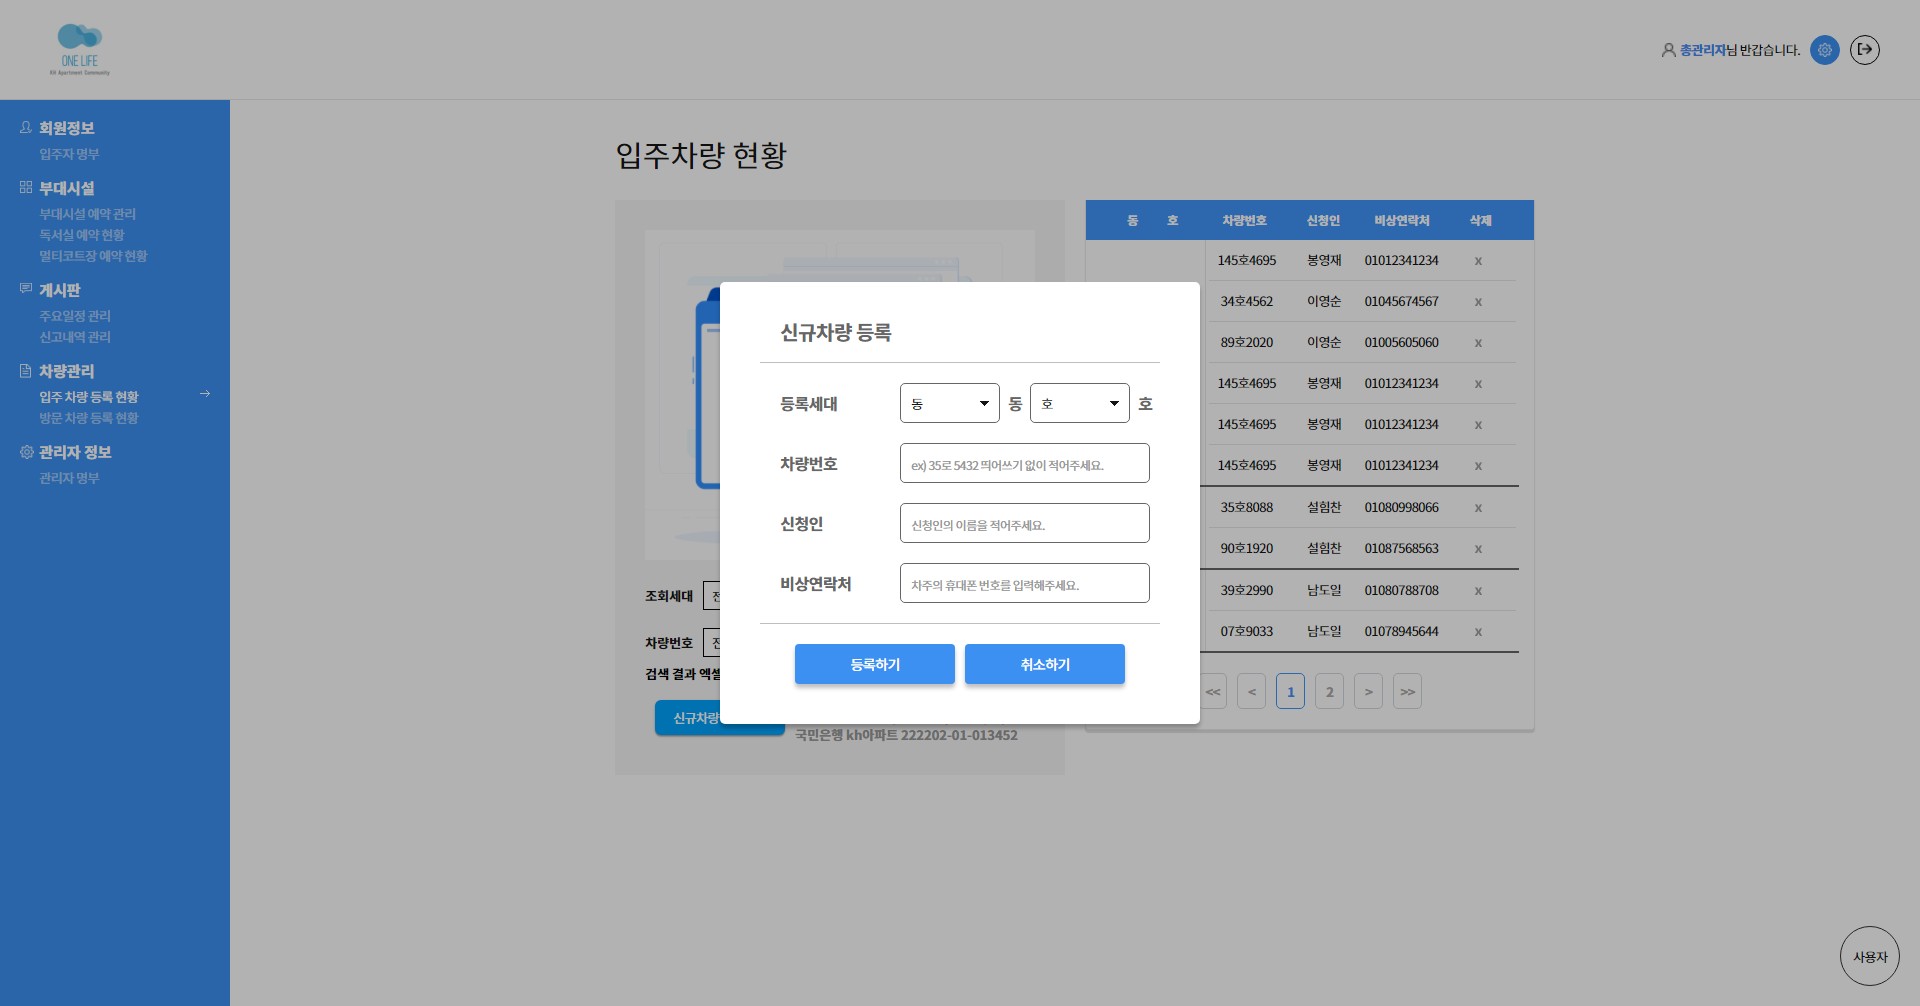 ONE LIFE
KH Apartment Community
총관리자님 반갑습니다.
회원정보
입주자 명부
부대시설
부대시설 예약 관리
독서실 예약 현황
멀티코트장 예약 현황
게시판
주요일정 관리
신고내역 관리
차량관리
입주 차량 등록 현황
방문 차량 등록 현황
관리자 정보
관리자 명부
입주차량 현황
조회세대
차량번호
검색 결과 엑셀
신규차량
국민은행 kh아파트 222202-01-013452
신규차량 등록
등록세대 동 동 호 호
차량번호 ex) 35로 5432 띄어쓰기 없이 적어주세요.
신청인 신청인의 이름을 적어주세요.
비상연락처 차주의 휴대폰 번호를 입력해주세요.
등록하기 취소하기
동 호 차량번호 신청인 비상연락처 삭제
145호4695 봉영재 01012341234 x
34호4562 이영순 01045674567 x
89호2020 이영순 01005605060 x
145호4695 봉영재 01012341234 x
145호4695 봉영재 01012341234 x
145호4695 봉영재 01012341234 x
35호8088 설힘찬 01080998066 x
90호1920 설힘찬 01087568563 x
39호2990 남도일 01080788708 x
07호9033 남도일 01078945644 x
<< < 1 2 > >>
사용자